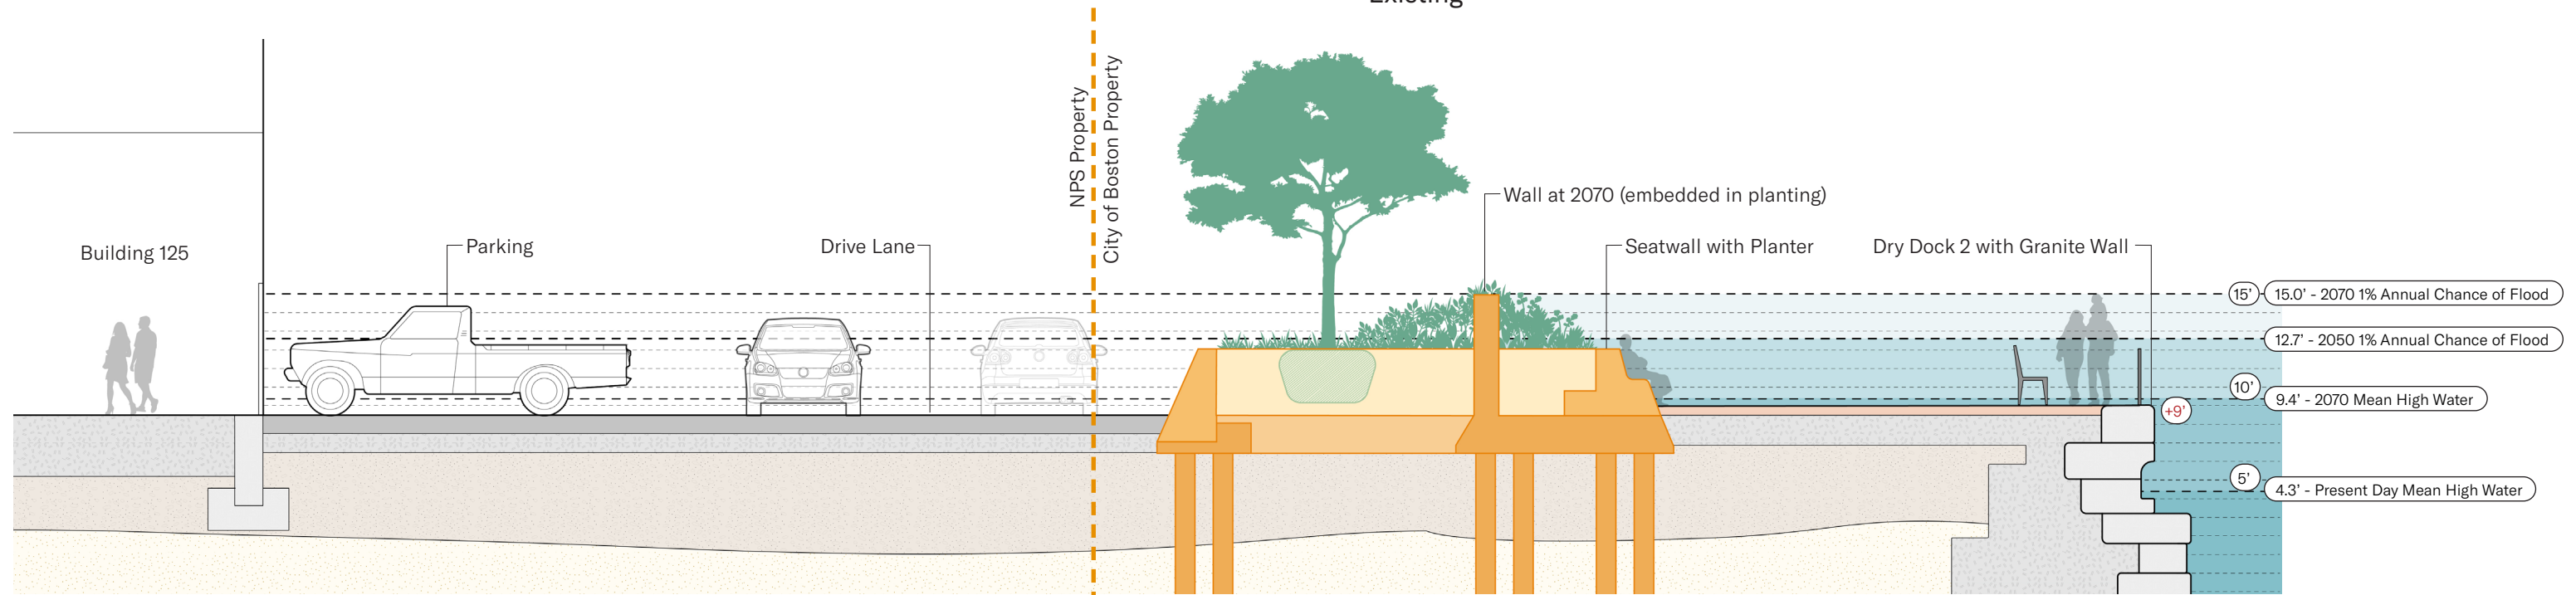 Existing
NPS Property
City of Boston Property
Wall at 2070 (embedded in planting)
Building 125
Parking
Drive Lane
Seatwall with Planter
Dry Dock 2 with Granite Wall
15’
15.0’ - 2070 1% Annual Chance of Flood
12.7’ - 2050 1% Annual Chance of Flood
10’
9.4’ - 2070 Mean High Water
+9’
5’
4.3’ - Present Day Mean High Water